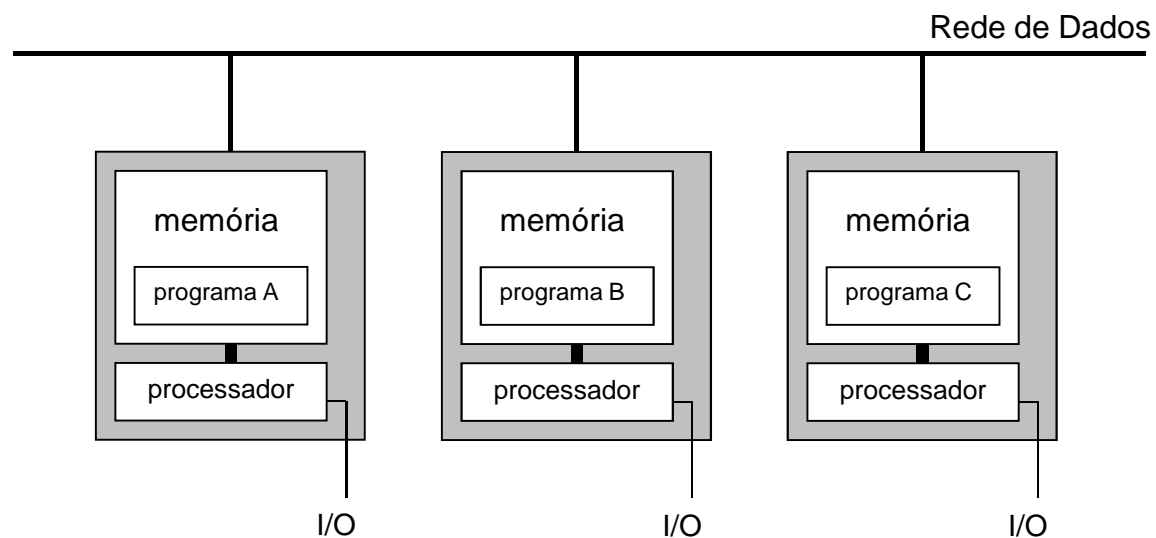 Rede de Dados
memória
memória
memória
programa A
programa B
programa C
processador
processador
processador
I/O
I/O
I/O